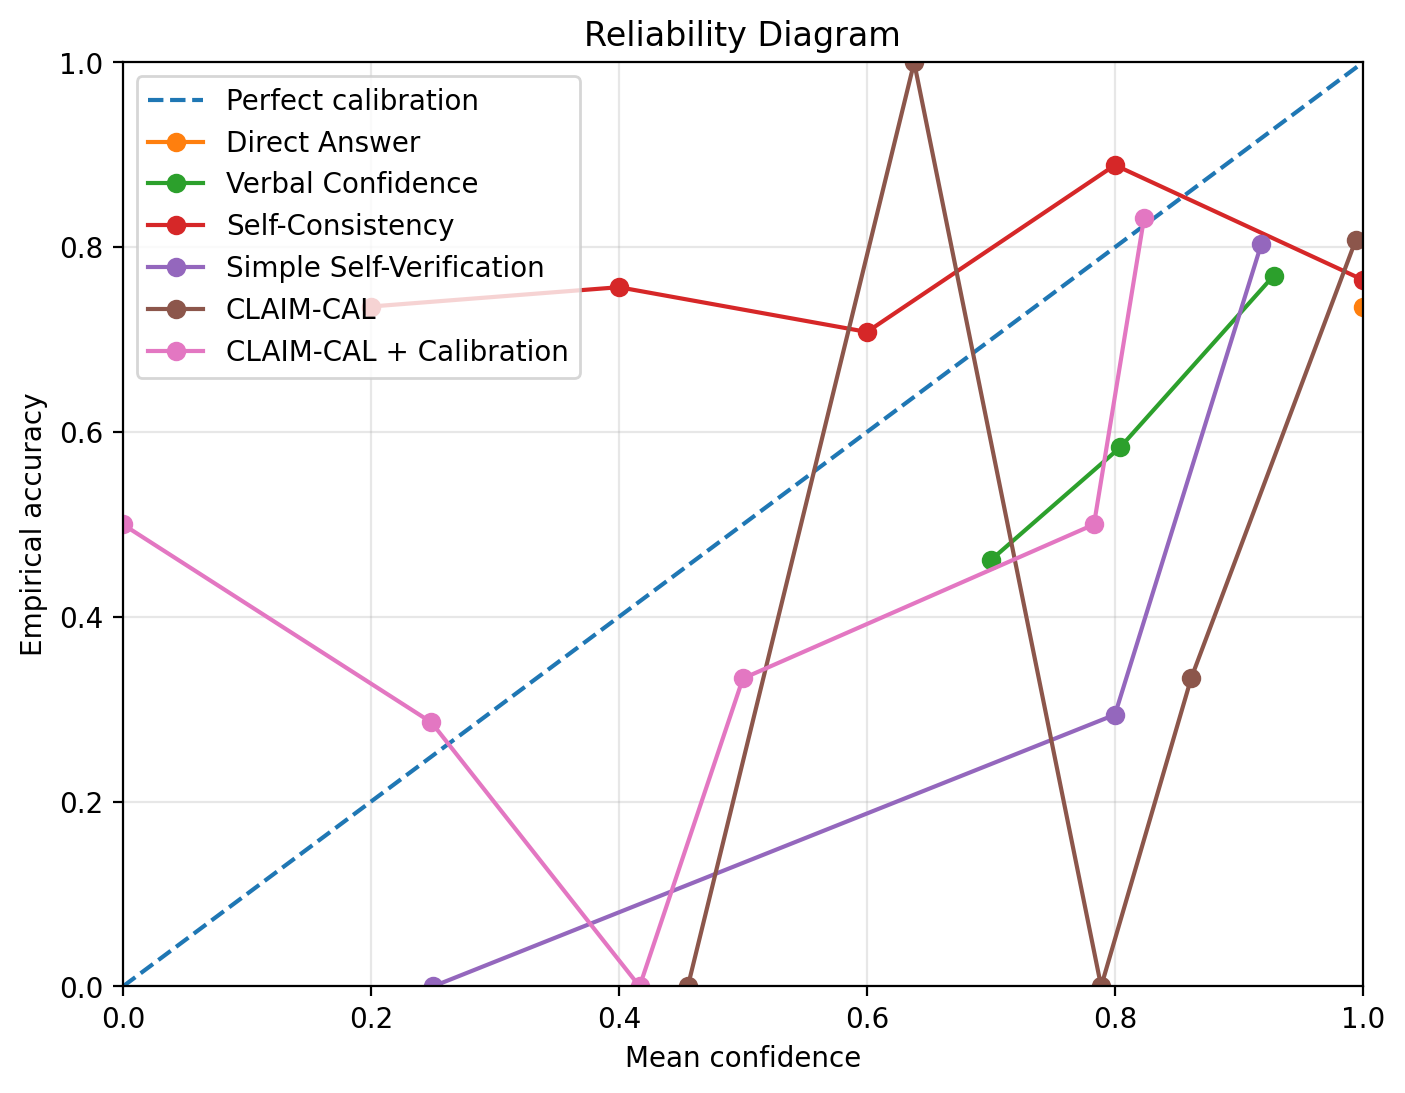 Reliability Diagram
1.0
Perfect calibration
Direct Answer
Verbal Confidence
Self-Consistency
Simple Self-Verification
CLAIM-CAL
CLAIM-CAL + Calibration
0.8
0.6
0.4
0.2
0.0
Empirical accuracy
0.0 0.2 0.4 0.6 0.8 1.0
Mean confidence